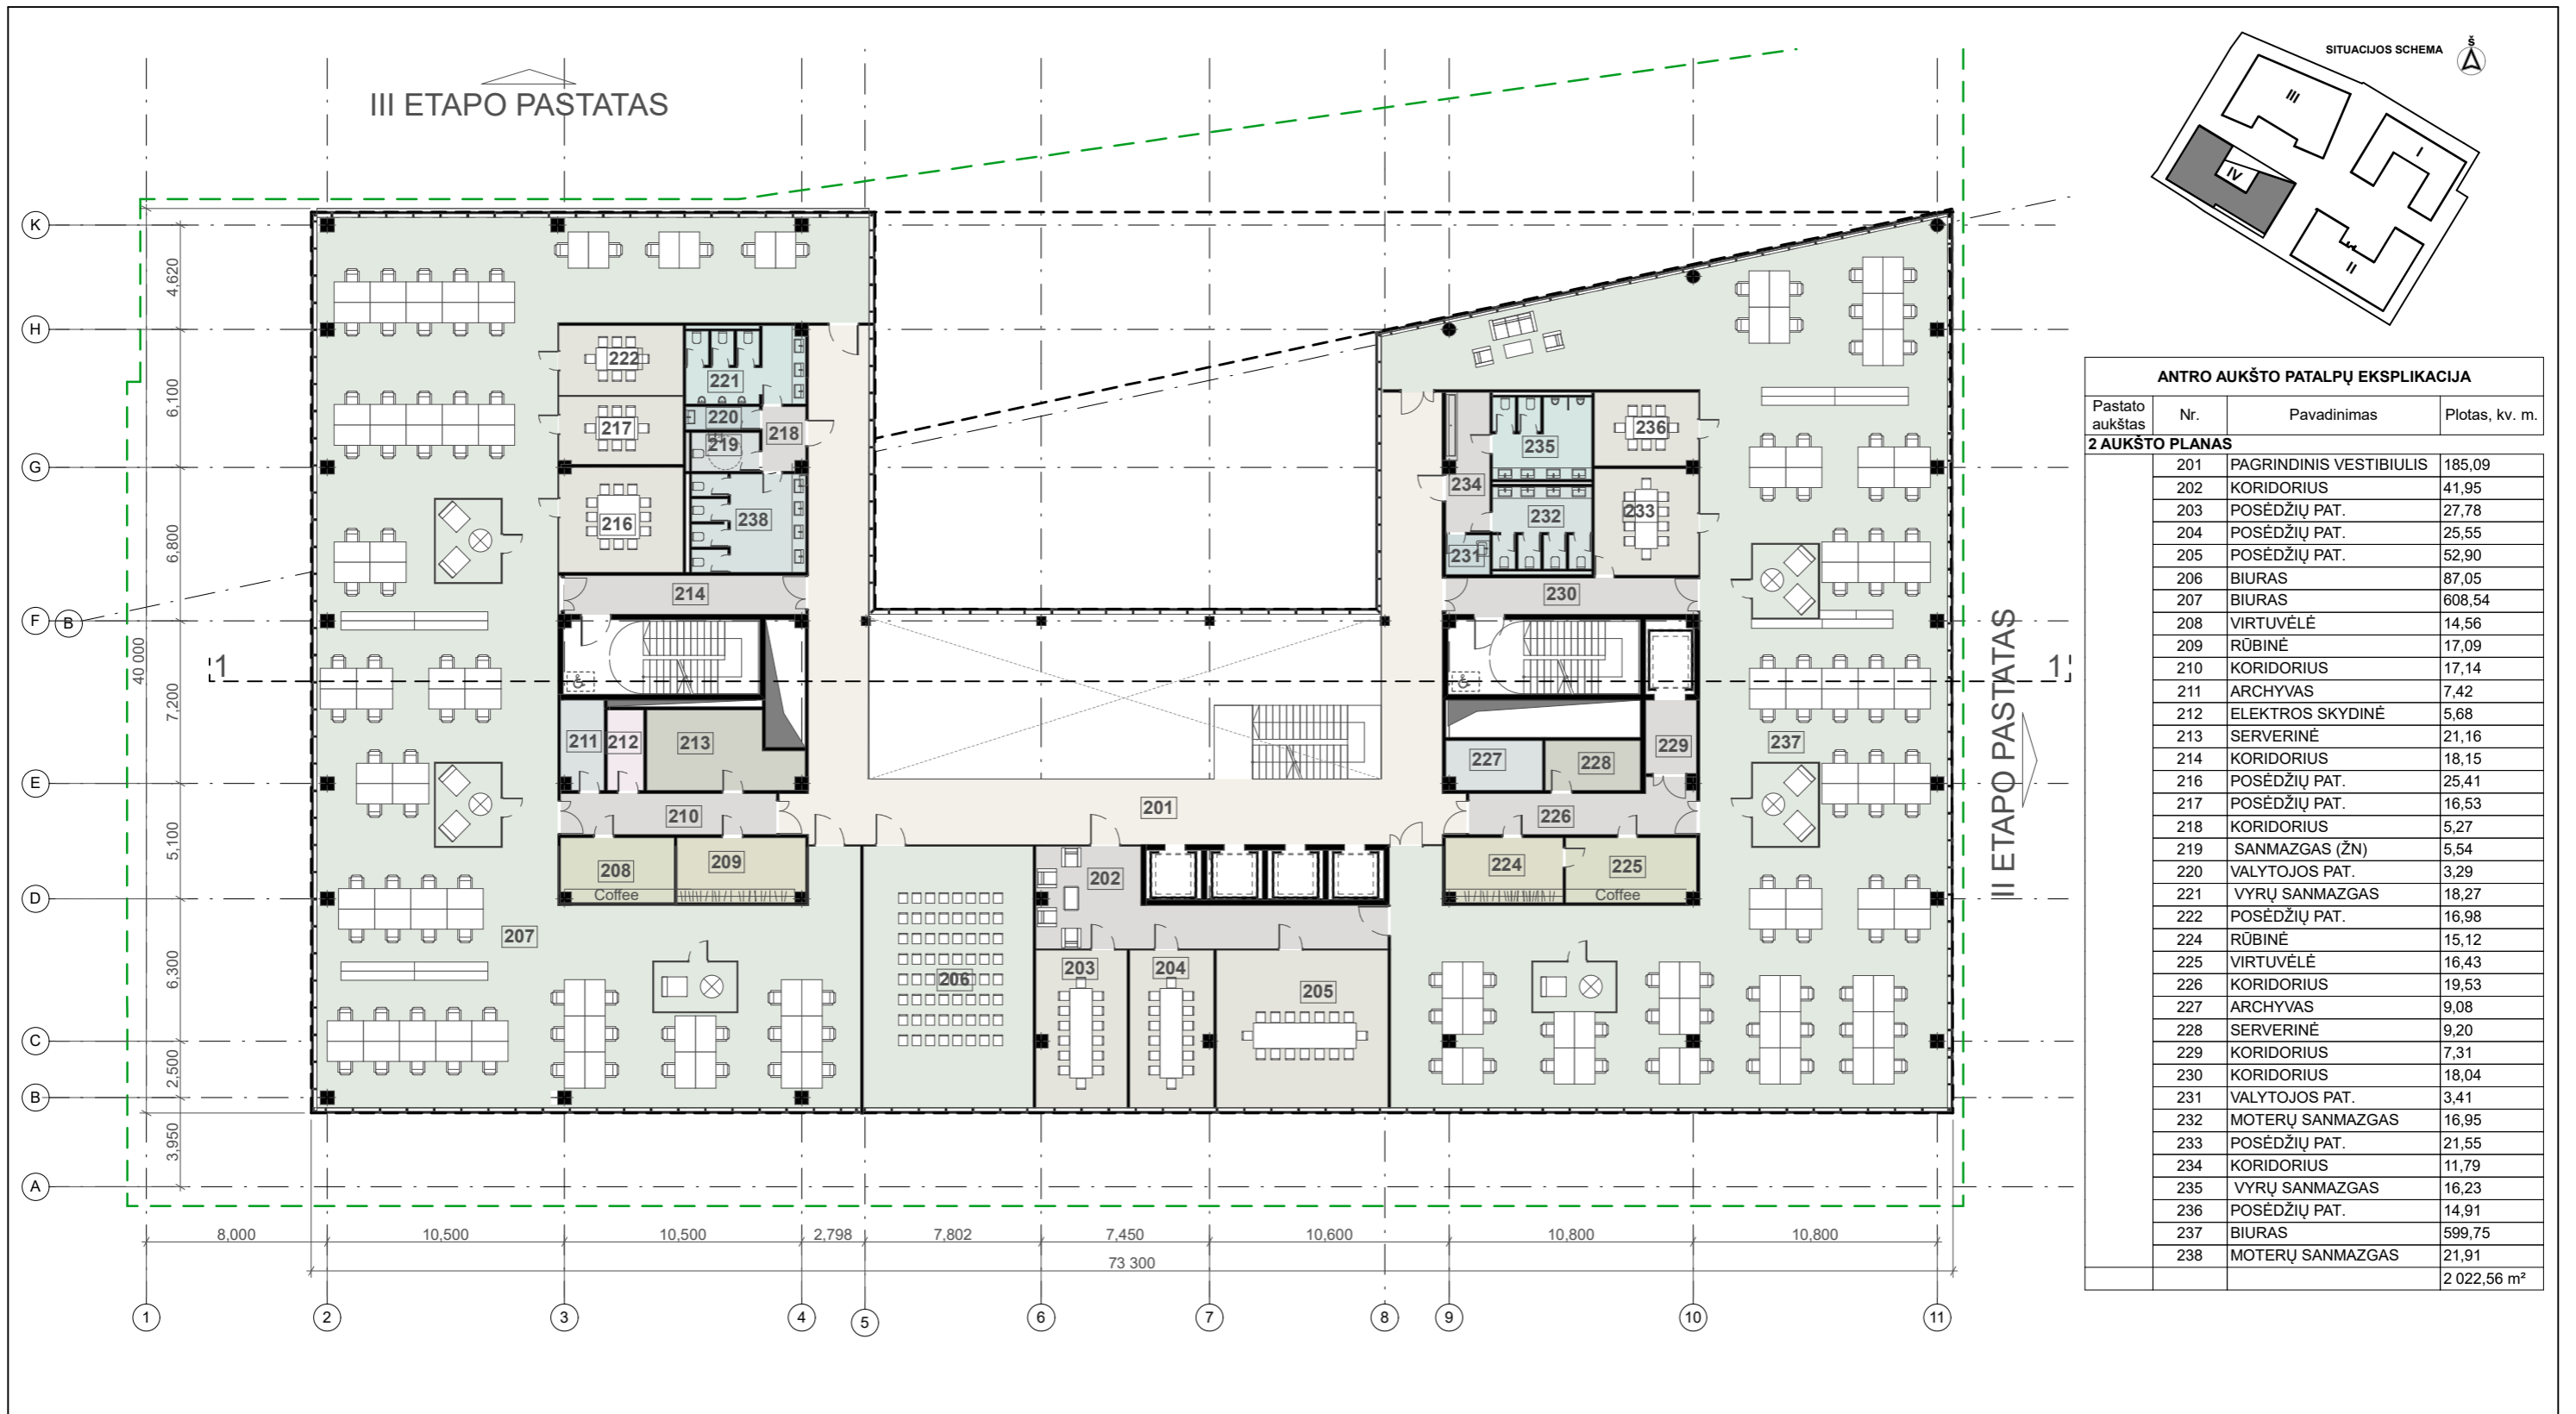 III ETAPO PASTATAS
SITUACIJOS SCHEMA
Š
III
I
IV
II
K
H
G
F
B
E
D
C
B
A
4,620
6,100
6,800
7,200
5,100
6,300
2,500
3,950
40 000
222
221
217
220
218
219
216
238
214
211
212
213
210
208
209
Coffee
207
201
202
206
203
204
205
235
236
234
233
232
231
230
229
227
228
226
224
225
Coffee
237
1
1
III ETAPO PASTATAS
8,000
10,500
10,500
2,798
7,802
7,450
10,600
10,800
10,800
73 300
1
2
3
4
5
6
7
8
9
10
11
ANTRO AUKŠTO PATALPŲ EKSPLIKACIJA
Pastato aukštas Nr. Pavadinimas Plotas, kv. m.
2 AUKŠTO PLANAS
201 PAGRINDINIS VESTIBIULIS 185,09
202 KORIDORIUS 41,95
203 POSĖDŽIŲ PAT. 27,78
204 POSĖDŽIŲ PAT. 25,55
205 POSĖDŽIŲ PAT. 52,90
206 BIURAS 87,05
207 BIURAS 608,54
208 VIRTUVĖLĖ 14,56
209 RŪBINĖ 17,09
210 KORIDORIUS 17,14
211 ARCHYVAS 7,42
212 ELEKTROS SKYDINĖ 5,68
213 SERVERINĖ 21,16
214 KORIDORIUS 18,15
216 POSĖDŽIŲ PAT. 25,41
217 POSĖDŽIŲ PAT. 16,53
218 KORIDORIUS 5,27
219 SANMAZGAS (ŽN) 5,54
220 VALYTOJOS PAT. 3,29
221 VYRŲ SANMAZGAS 18,27
222 POSĖDŽIŲ PAT. 16,98
224 RŪBINĖ 15,12
225 VIRTUVĖLĖ 16,43
226 KORIDORIUS 19,53
227 ARCHYVAS 9,08
228 SERVERINĖ 9,20
229 KORIDORIUS 7,31
230 KORIDORIUS 18,04
231 VALYTOJOS PAT. 3,41
232 MOTERŲ SANMAZGAS 16,95
233 POSĖDŽIŲ PAT. 21,55
234 KORIDORIUS 11,79
235 VYRŲ SANMAZGAS 16,23
236 POSĖDŽIŲ PAT. 14,91
237 BIURAS 599,75
238 MOTERŲ SANMAZGAS 21,91
2 022,56 m²